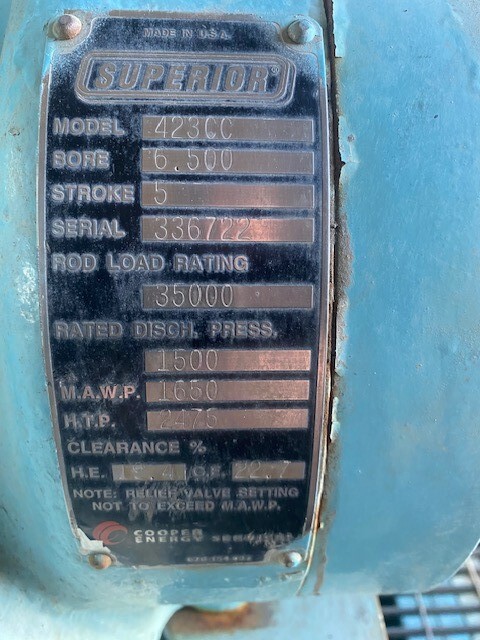 MADE IN U.S.A.
SUPERIOR
MODEL 423CC
BORE 6.500
STROKE 5
SERIAL 336722
ROD LOAD RATING
35000
RATED DISCH. PRESS.
1500
M.A.W.P. 1650
H.T.P. 2475
CLEARANCE %
H.E. C.E. 22.7
NOTE: RELIEF VALVE SETTING
NOT TO EXCEED M.A.W.P.
COOPER
ENERGY SERVICES